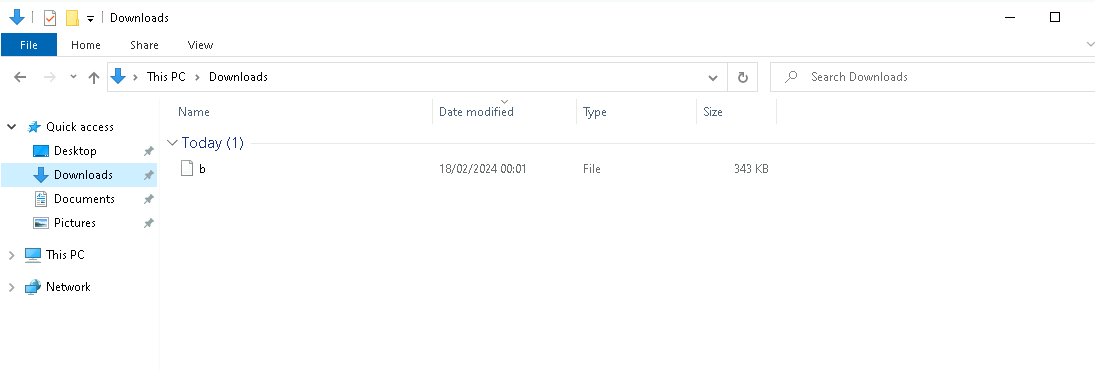 Downloads
File Home Share View
This PC Downloads Search Downloads
Name Date modified Type Size
Quick access
Today (1)
Desktop
b 18/02/2024 00:01 File 343 KB
Downloads
Documents
Pictures
This PC
Network